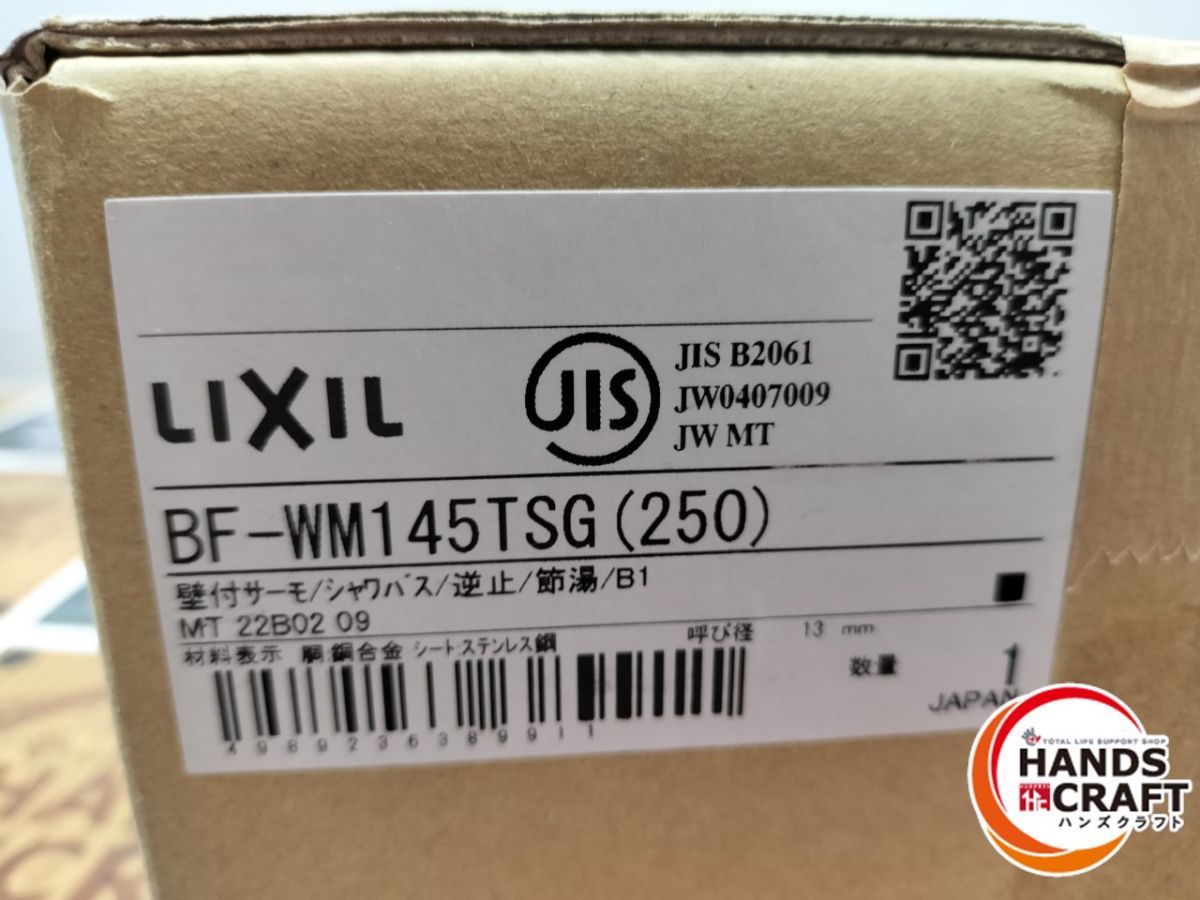 LIXIL
JIS
JIS B2061
JW0407009
JW MT
BF-WM145TSG(250)
壁付サーモ/シャワバス/逆止/節湯/B1
MT 22B02 09
材料表示 胴:銅合金 シート:ステンレス鋼
呼び径 13 mm
数量 1
4989236389911
JAPAN
TOTAL LIFE SUPPORT SHOP
HANDS
CRAFT
ハンズクラフト